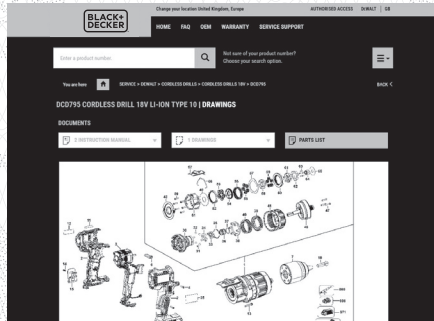 Change your location United Kingdom, Europe
AUTHORISED ACCESS DeWALT | GB
BLACK+
DECKER
HOME FAQ OEM WARRANTY SERVICE SUPPORT
Enter a product number.
Not sure of your product number?
Choose your search option.
You are here
SERVICE > DEWALT > CORDLESS DRILLS > CORDLESS DRILLS 18V > DCD795
BACK
DCD795 CORDLESS DRILL 18V LI-ION TYPE 10 | DRAWINGS
DOCUMENTS
2 INSTRUCTION MANUAL
1 DRAWINGS
PARTS LIST